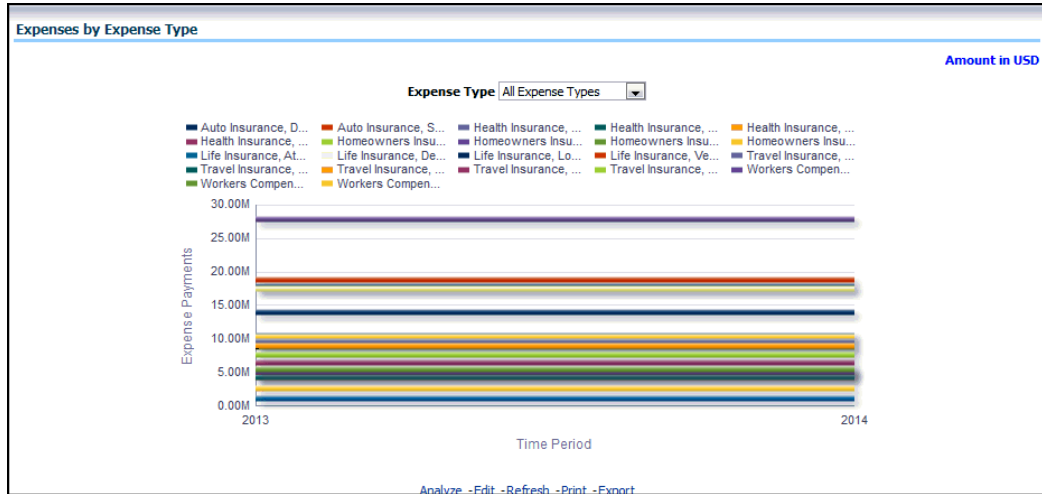 Expenses by Expense Type
Amount in USD
Expense Type All Expense Types
Auto Insurance, D... Auto Insurance, S... Health Insurance, ... Health Insurance, ... Health Insurance, ...
Health Insurance, ... Homeowners Insu... Homeowners Insu... Homeowners Insu... Homeowners Insu...
Life Insurance, At... Life Insurance, De... Life Insurance, Lo... Life Insurance, Ve... Travel Insurance, ...
Travel Insurance, ... Travel Insurance, ... Travel Insurance, ... Travel Insurance, ... Workers Compen...
Workers Compen... Workers Compen...
30.00M
25.00M
20.00M
15.00M
10.00M
5.00M
0.00M
Expense Payments
2013 2014
Time Period
Analyze -Edit -Refresh -Print -Export